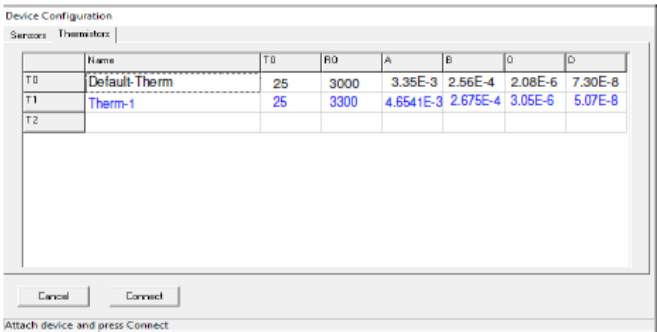 Device Configuration
Sensors Thermistors
Name T0 R0 A B C D
T0 Default-Therm 25 3000 3.35E-3 2.56E-4 2.08E-6 7.30E-8
T1 Therm-1 25 3300 4.6541E-3 2.675E-4 3.05E-6 5.07E-8
T2
Cancel Connect
Attach device and press Connect